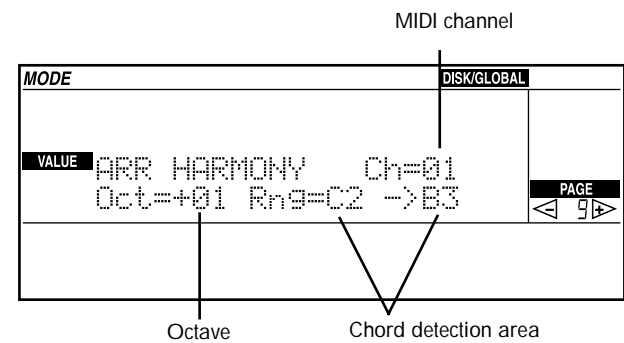 MIDI channel
MODE DISK/GLOBAL
VALUE ARR HARMONY Ch=01
Oct=+01 Rng=C2 ->B3
PAGE
- 9 +
Octave Chord detection area